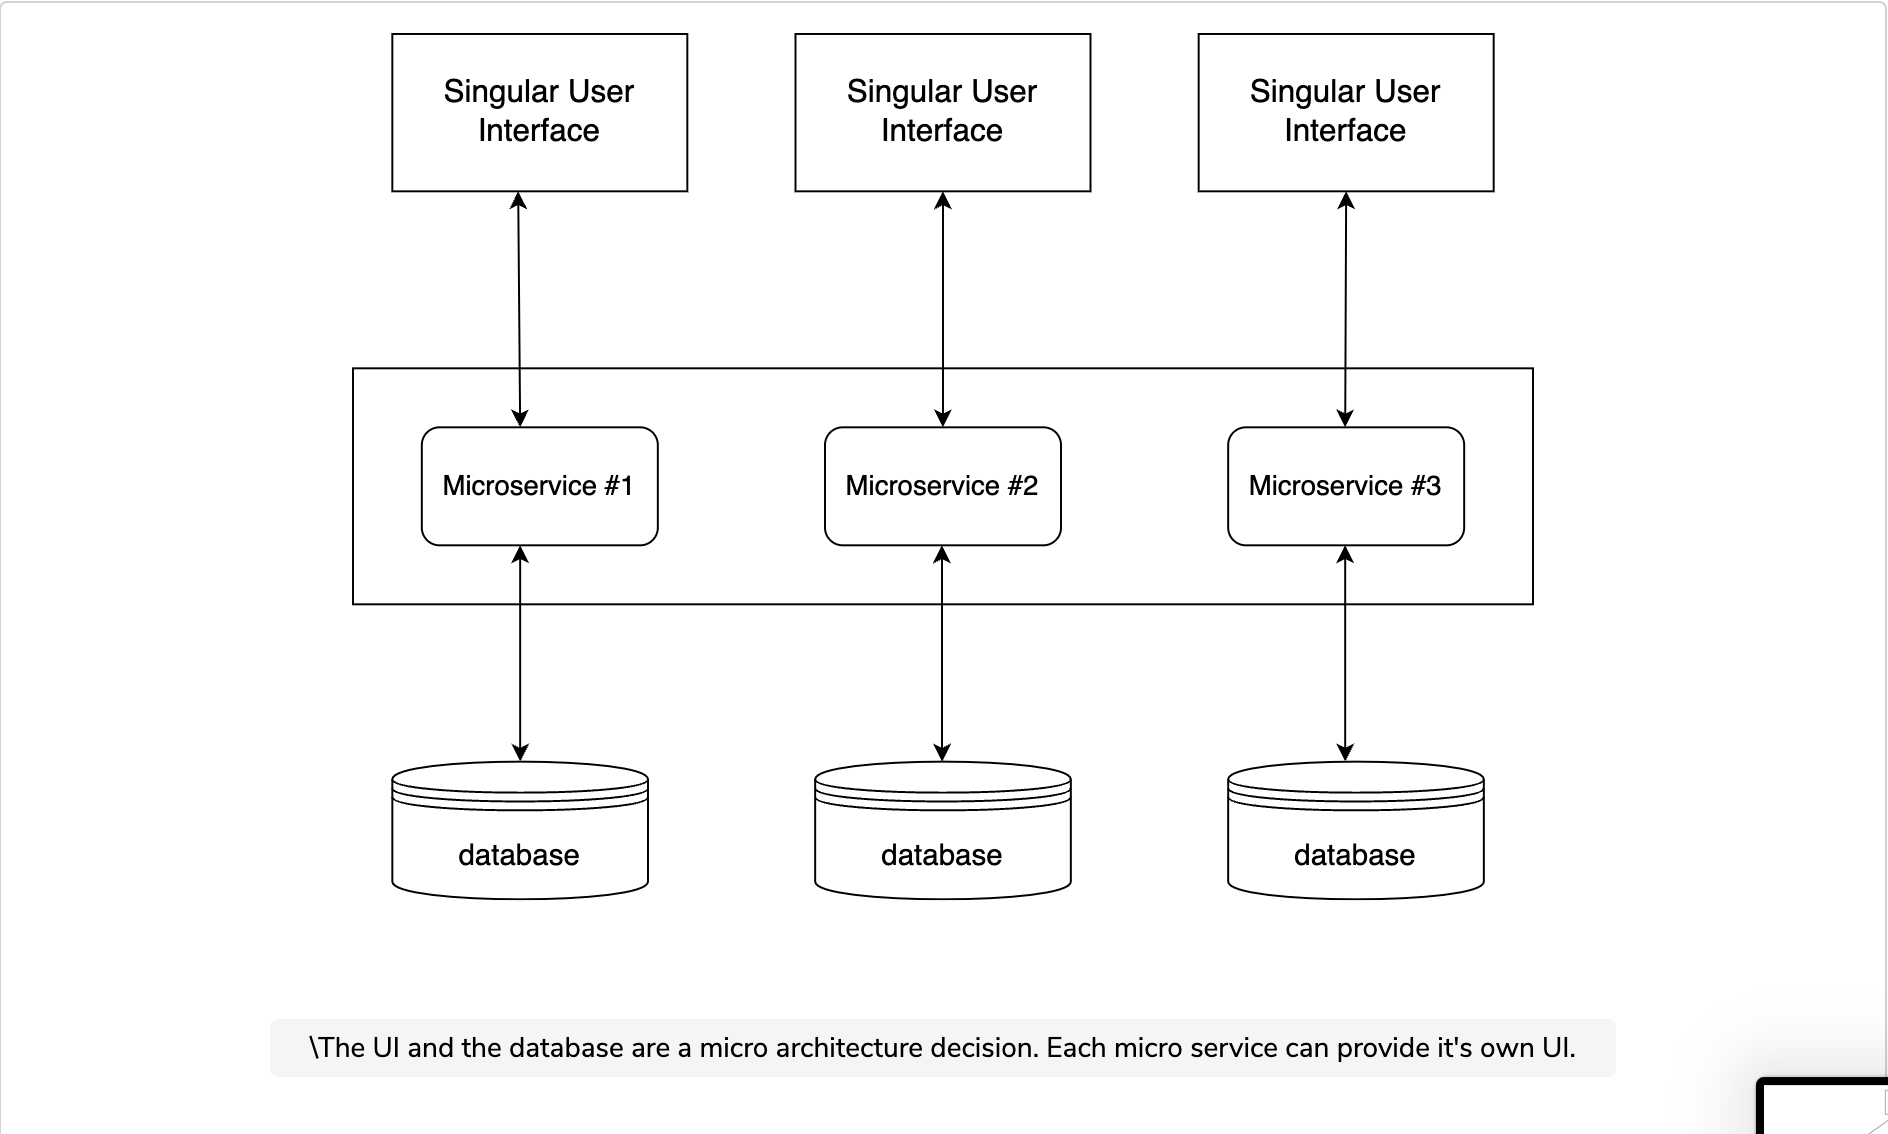 Singular User
Interface
Singular User
Interface
Singular User
Interface
Microservice #1
Microservice #2
Microservice #3
database
database
database
\The UI and the database are a micro architecture decision. Each micro service can provide it's own UI.